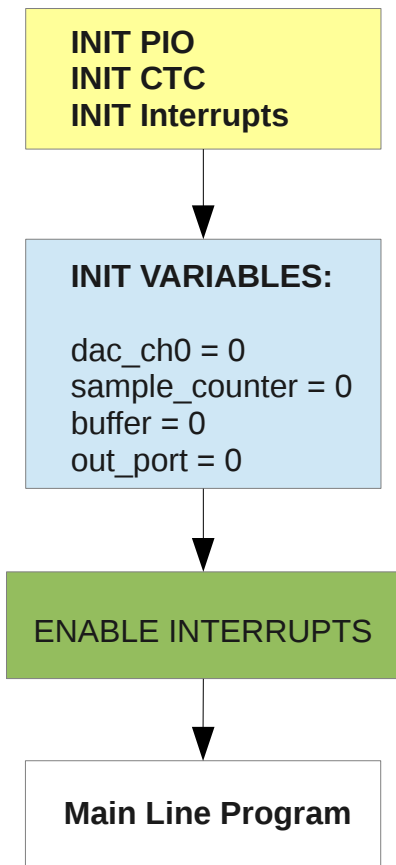 INIT PIO
INIT CTC
INIT Interrupts
INIT VARIABLES:
dac_ch0 = 0
sample_counter = 0
buffer = 0
out_port = 0
ENABLE INTERRUPTS
Main Line Program